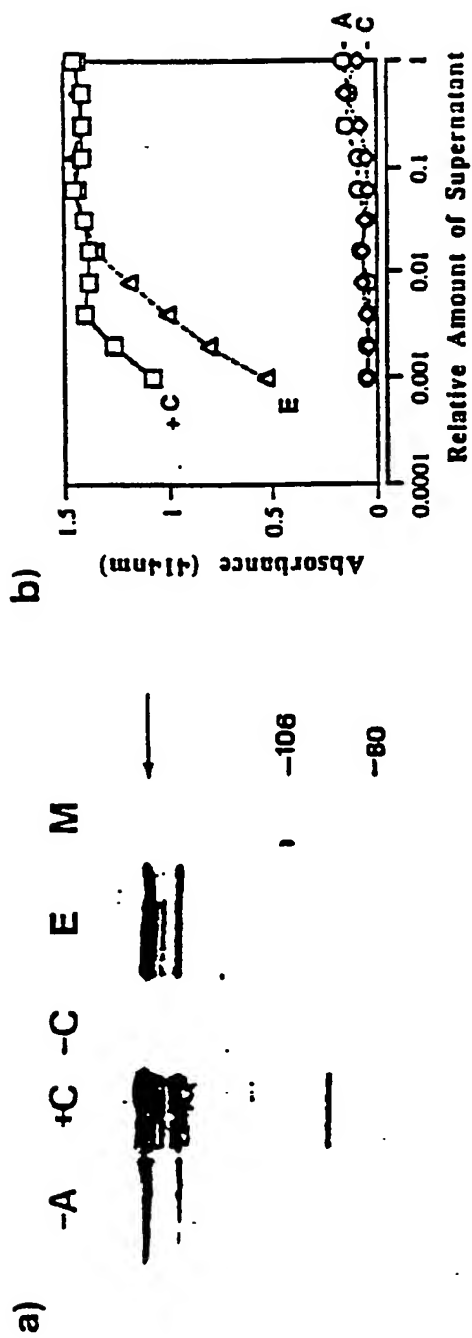 a)
-A +C -C E M
-106
-80
b)
Absorbance (414nm)
1.5
1
0.5
0
+C
E
-A
-C
0.0001 0.001 0.01 0.1 1
Relative Amount of Supernatant